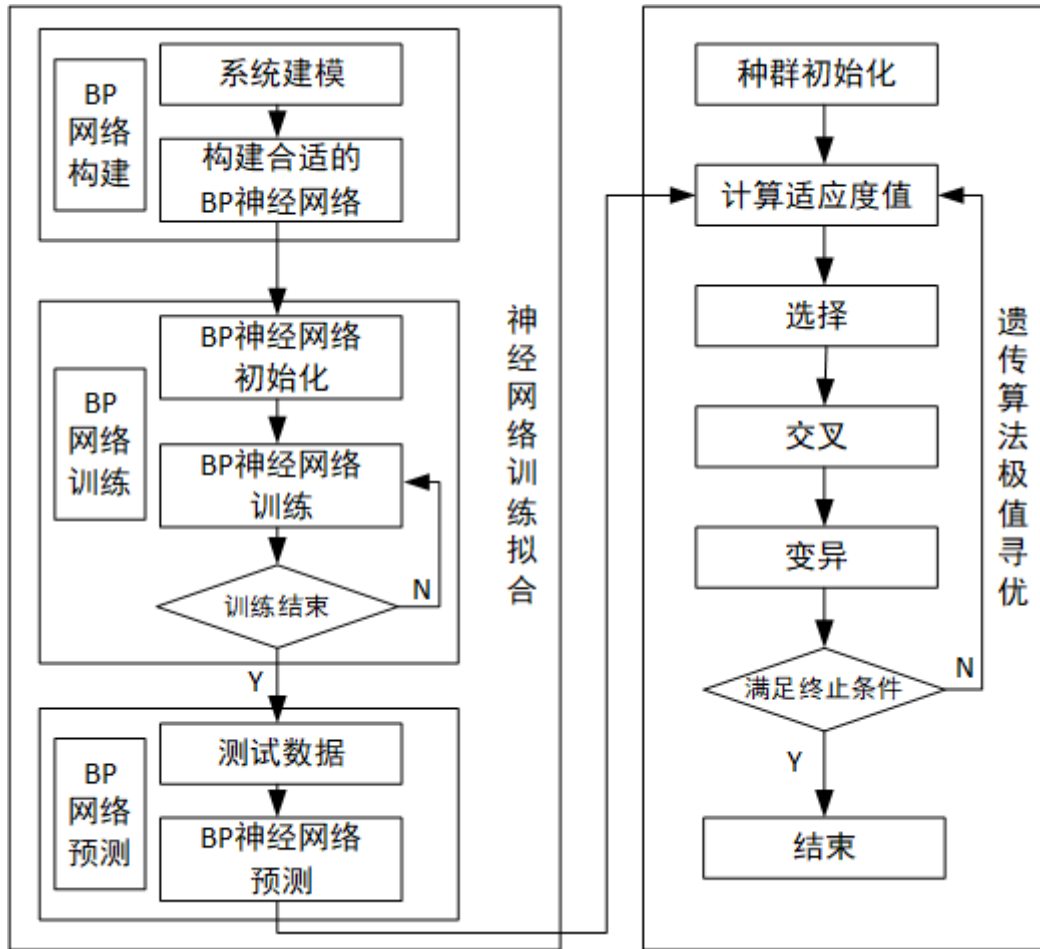 BP
网络
构建
系统建模
构建合适的
BP神经网络
BP
网络
训练
BP神经网络
初始化
BP神经网络
训练
训练结束
N
Y
BP
网络
预测
测试数据
BP神经网络
预测
神经网络训练拟合
种群初始化
计算适应度值
选择
交叉
变异
满足终止条件
N
Y
结束
遗传算法极值寻优